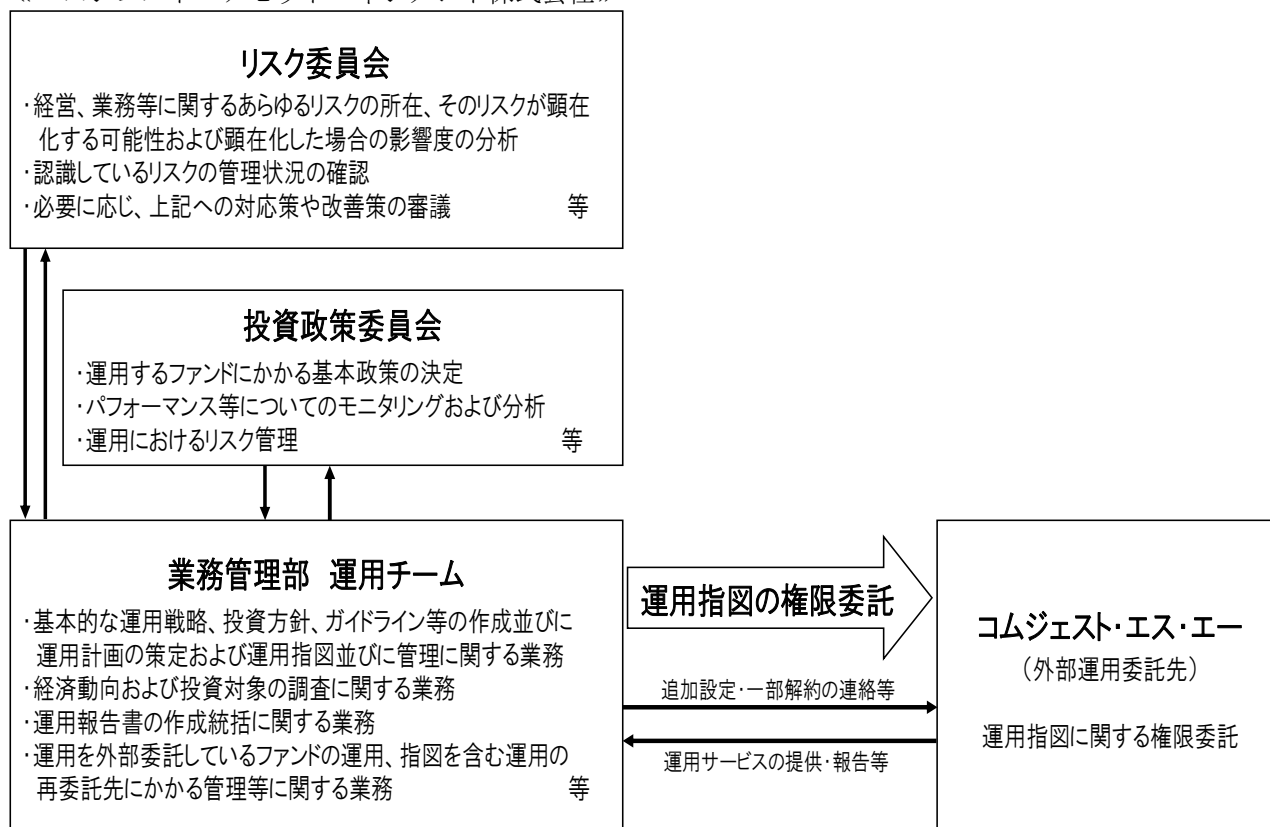 リスク委員会
・経営、業務等に関するあらゆるリスクの所在、そのリスクが顕在
化する可能性および顕在化した場合の影響度の分析
・認識しているリスクの管理状況の確認
・必要に応じ、上記への対応策や改善策の審議 等
投資政策委員会
・運用するファンドにかかる基本政策の決定
・パフォーマンス等についてのモニタリングおよび分析
・運用におけるリスク管理 等
業務管理部 運用チーム
・基本的な運用戦略、投資方針、ガイドライン等の作成並びに
運用計画の策定および運用指図並びに管理に関する業務
・経済動向および投資対象の調査に関する業務
・運用報告書の作成統括に関する業務
・運用を外部委託しているファンドの運用、指図を含む運用の
再委託先にかかる管理等に関する業務 等
運用指図の権限委託
追加設定・一部解約の連絡等
運用サービスの提供・報告等
コムジェスト・エス・エー
（外部運用委託先）
運用指図に関する権限委託